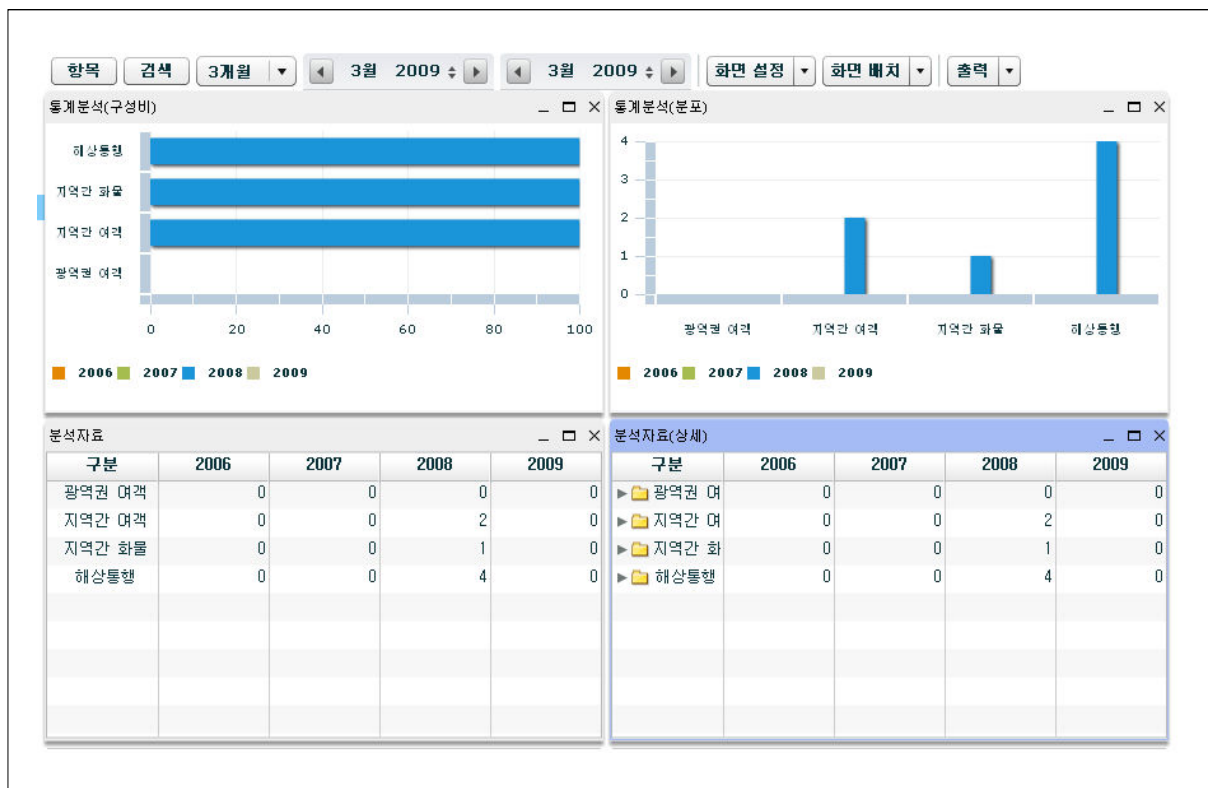 항목 검색 3개월 3월 2009 3월 2009 화면 설정 화면 배치 출력
통계분석(구성비)
해상통행
지역간 화물
지역간 여객
광역권 여객
0 20 40 60 80 100
2006 2007 2008 2009
통계분석(분포)
4
3
2
1
0
광역권 여객 지역간 여객 지역간 화물 해상통행
2006 2007 2008 2009
분석자료
구분 2006 2007 2008 2009
광역권 여객 0 0 0 0
지역간 여객 0 0 2 0
지역간 화물 0 0 1 0
해상통행 0 0 4 0
분석자료(상세)
구분 2006 2007 2008 2009
광역권 여 0 0 0 0
지역간 여 0 0 2 0
지역간 화 0 0 1 0
해상통행 0 0 4 0